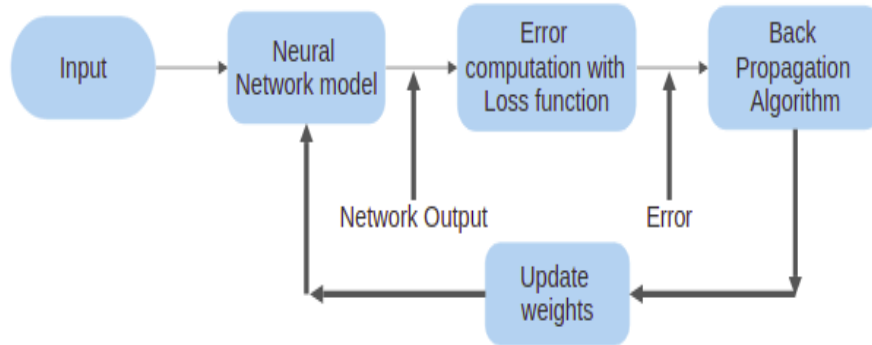 Input
Neural
Network model
Error
computation with
Loss function
Back
Propagation
Algorithm
Network Output
Error
Update
weights